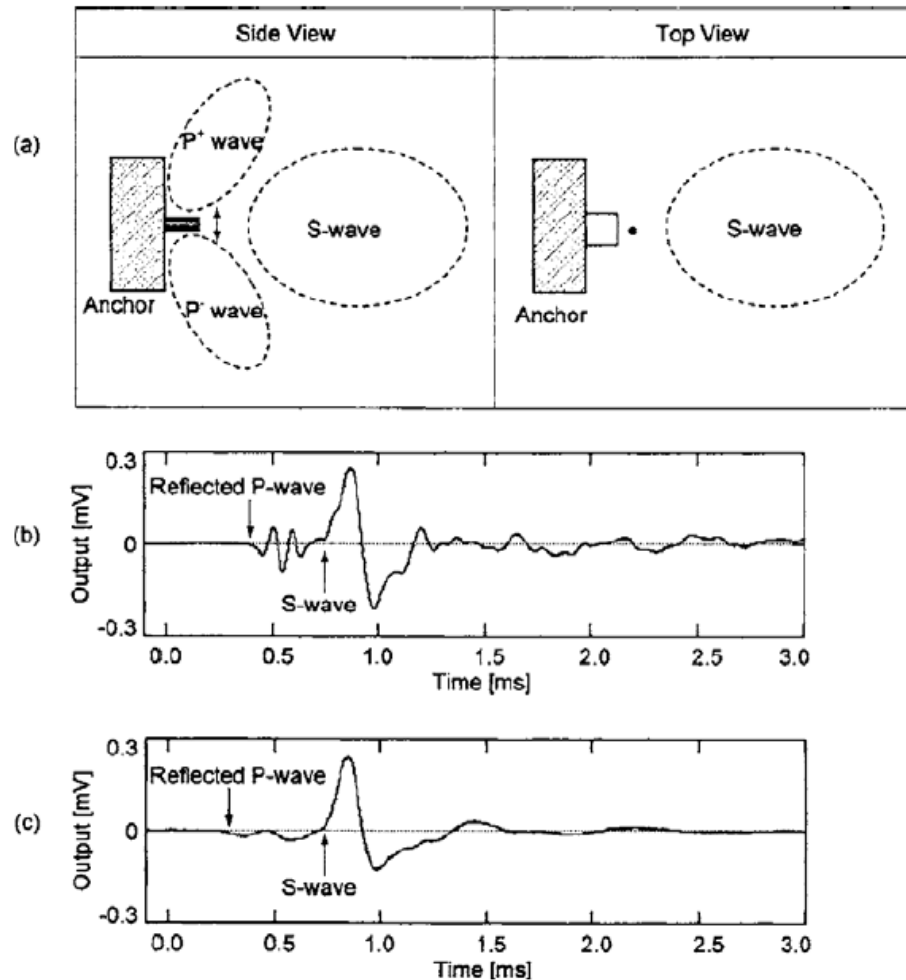 Side View
Top View
(a)
P+ wave
S-wave
P- wave
Anchor
S-wave
Anchor
(b)
Output [mV]
0.3
0
-0.3
Reflected P-wave
S-wave
0.0 0.5 1.0 1.5 2.0 2.5 3.0
Time [ms]
(c)
Output [mV]
0.3
0
-0.3
Reflected P-wave
S-wave
0.0 0.5 1.0 1.5 2.0 2.5 3.0
Time [ms]